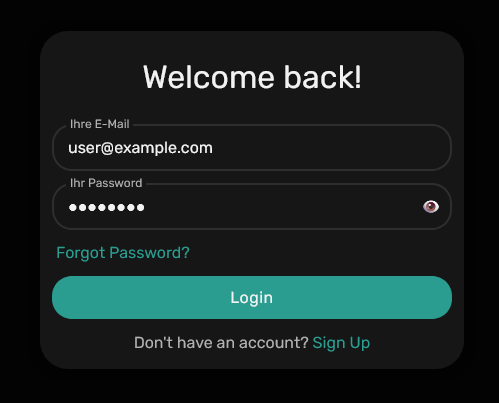 Welcome back!
Ihre E-Mail
user@example.com
Ihr Password
●●●●●●●●
Forgot Password?
Login
Don't have an account? Sign Up